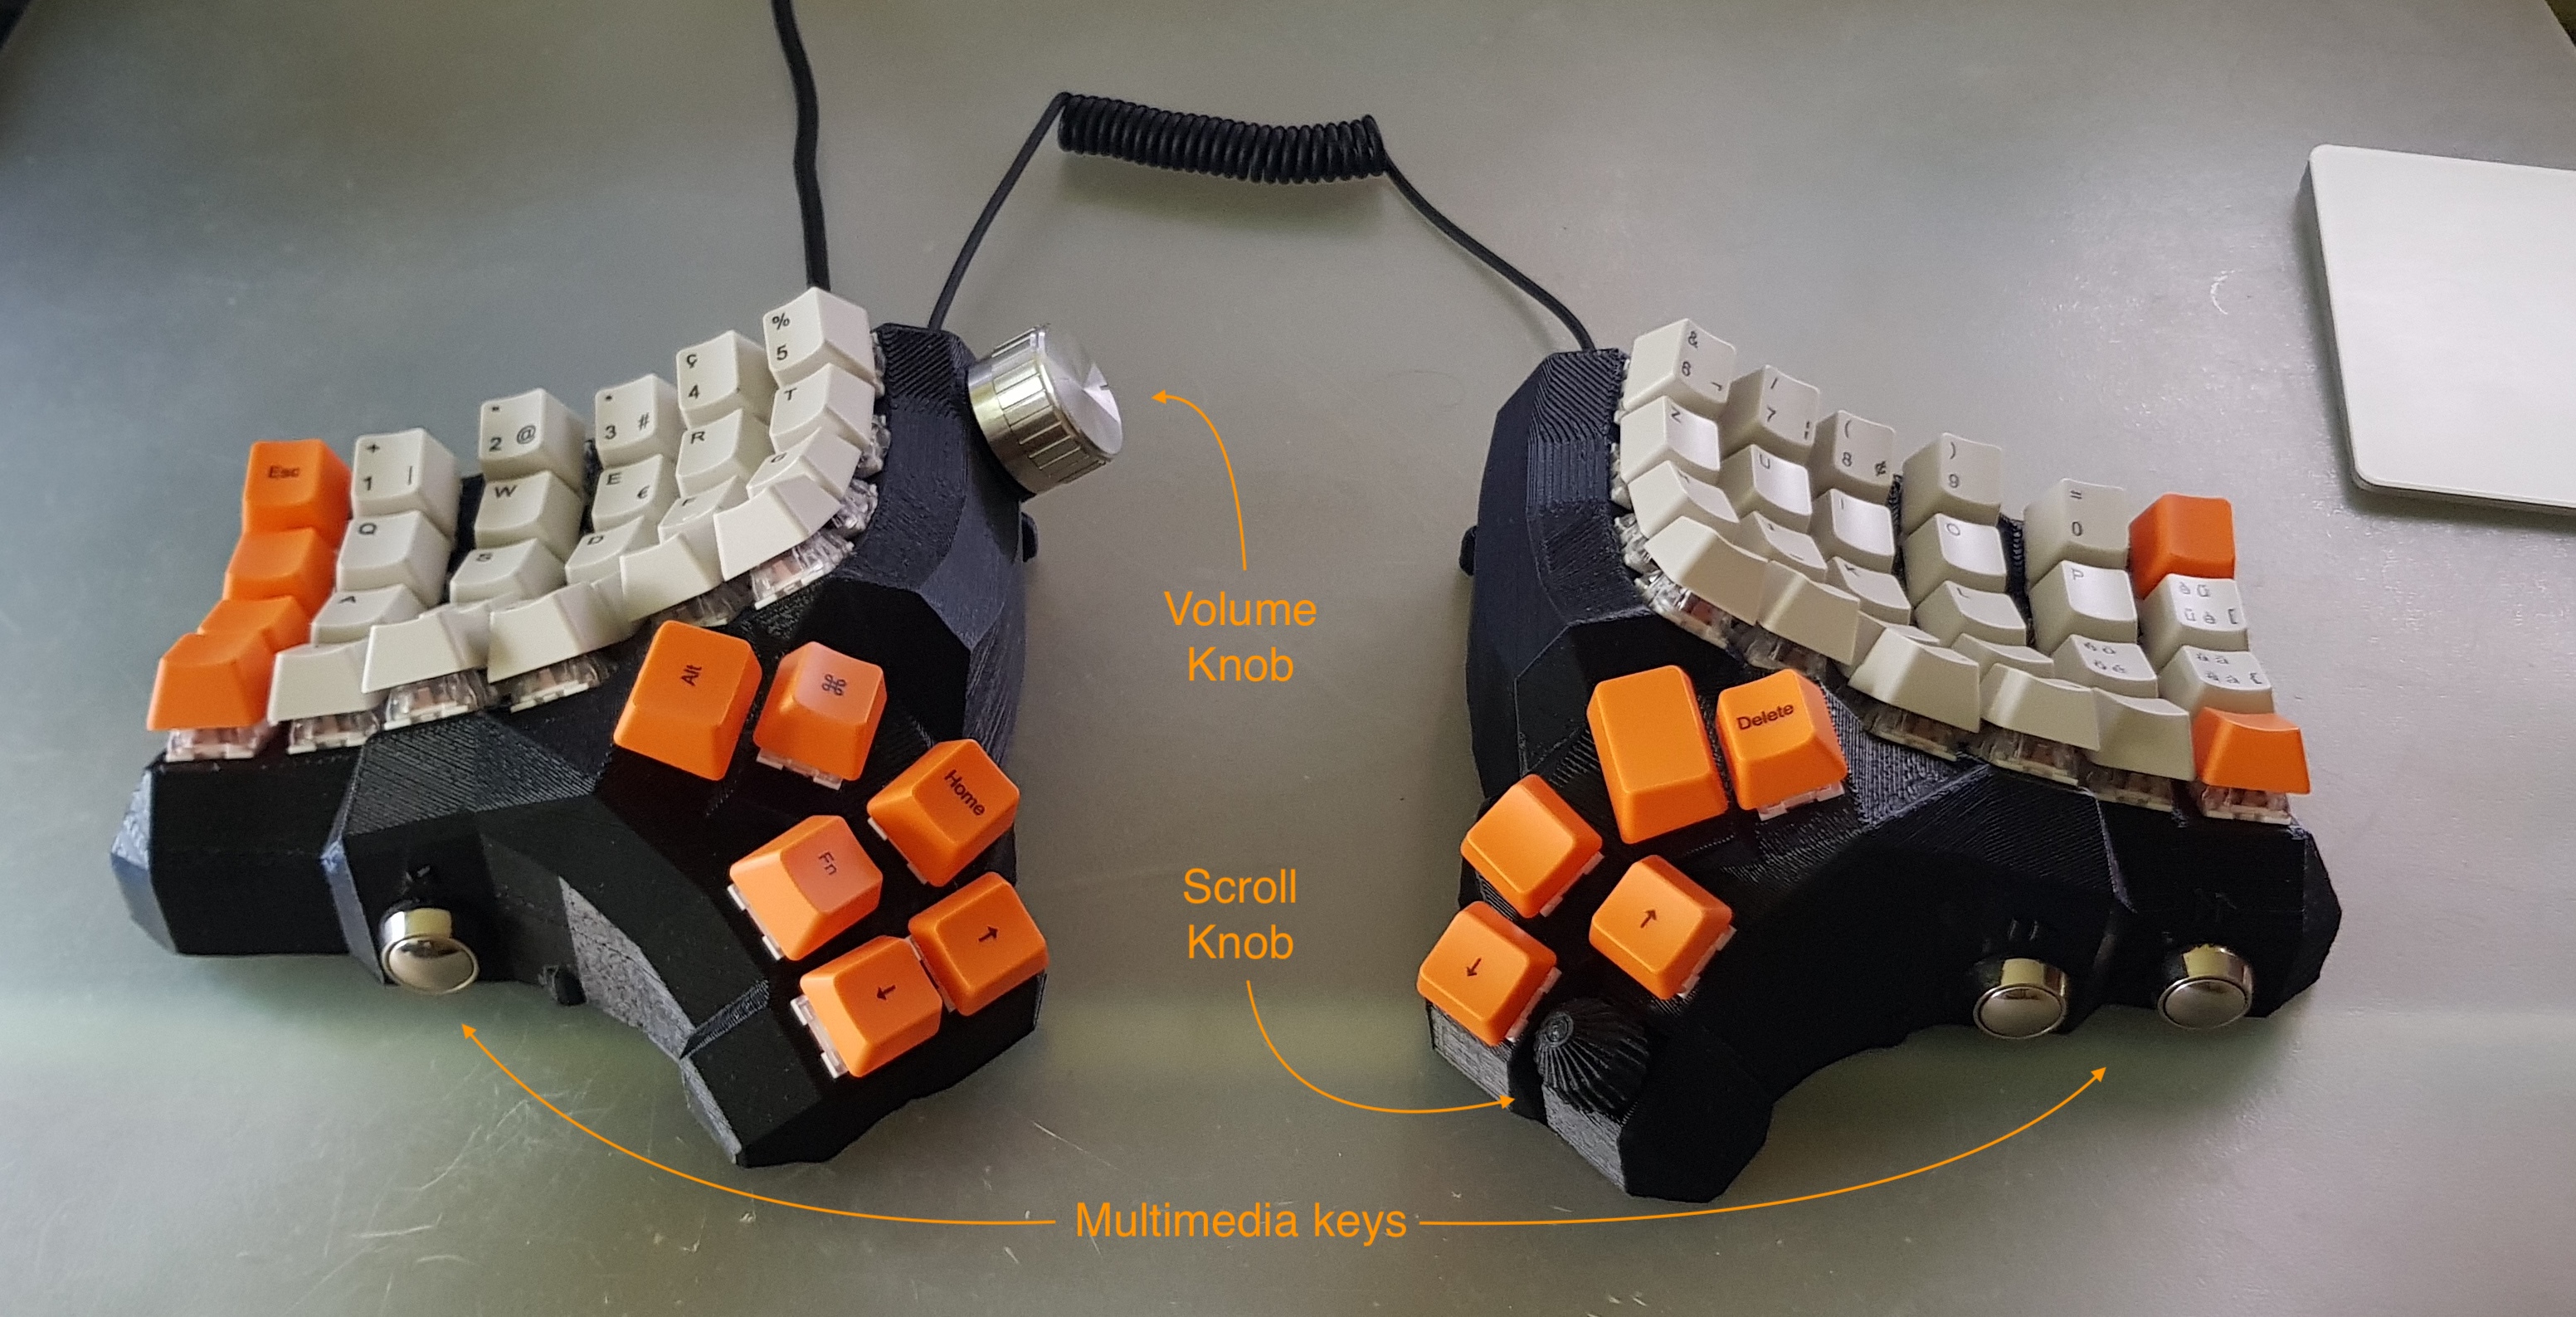 %
5
ç
4
T
*
3 #
R
"
2 @
E
€
W
+
1
Esc
Q
G
F
D
S
A
&
6 ¬
/
7
(
8 ¢
)
9
=
0
Z
U
I
O
P
H
K
L
Alt
⌘
Home
Fn
↑
←
Delete
↑
↓
Volume
Knob
Scroll
Knob
Multimedia keys